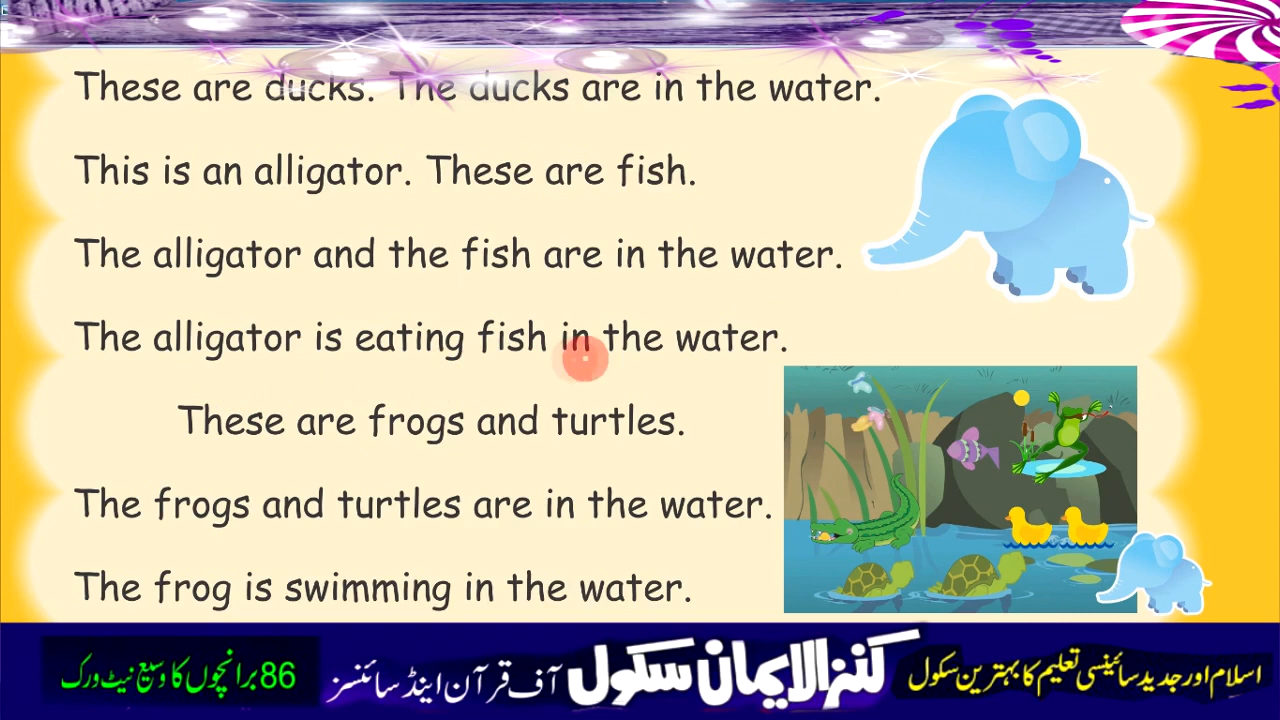 These are ducks. The ducks are in the water.
This is an alligator. These are fish.
The alligator and the fish are in the water.
The alligator is eating fish in the water.
These are frogs and turtles.
The frogs and turtles are in the water.
The frog is swimming in the water.
اسلام اور جدید سائینسی تعلیم کا بہترین سکول کنزالایمان سکول آف قرآن اینڈ سائنسز 86 برانچوں کا وسیع نیٹ ورک